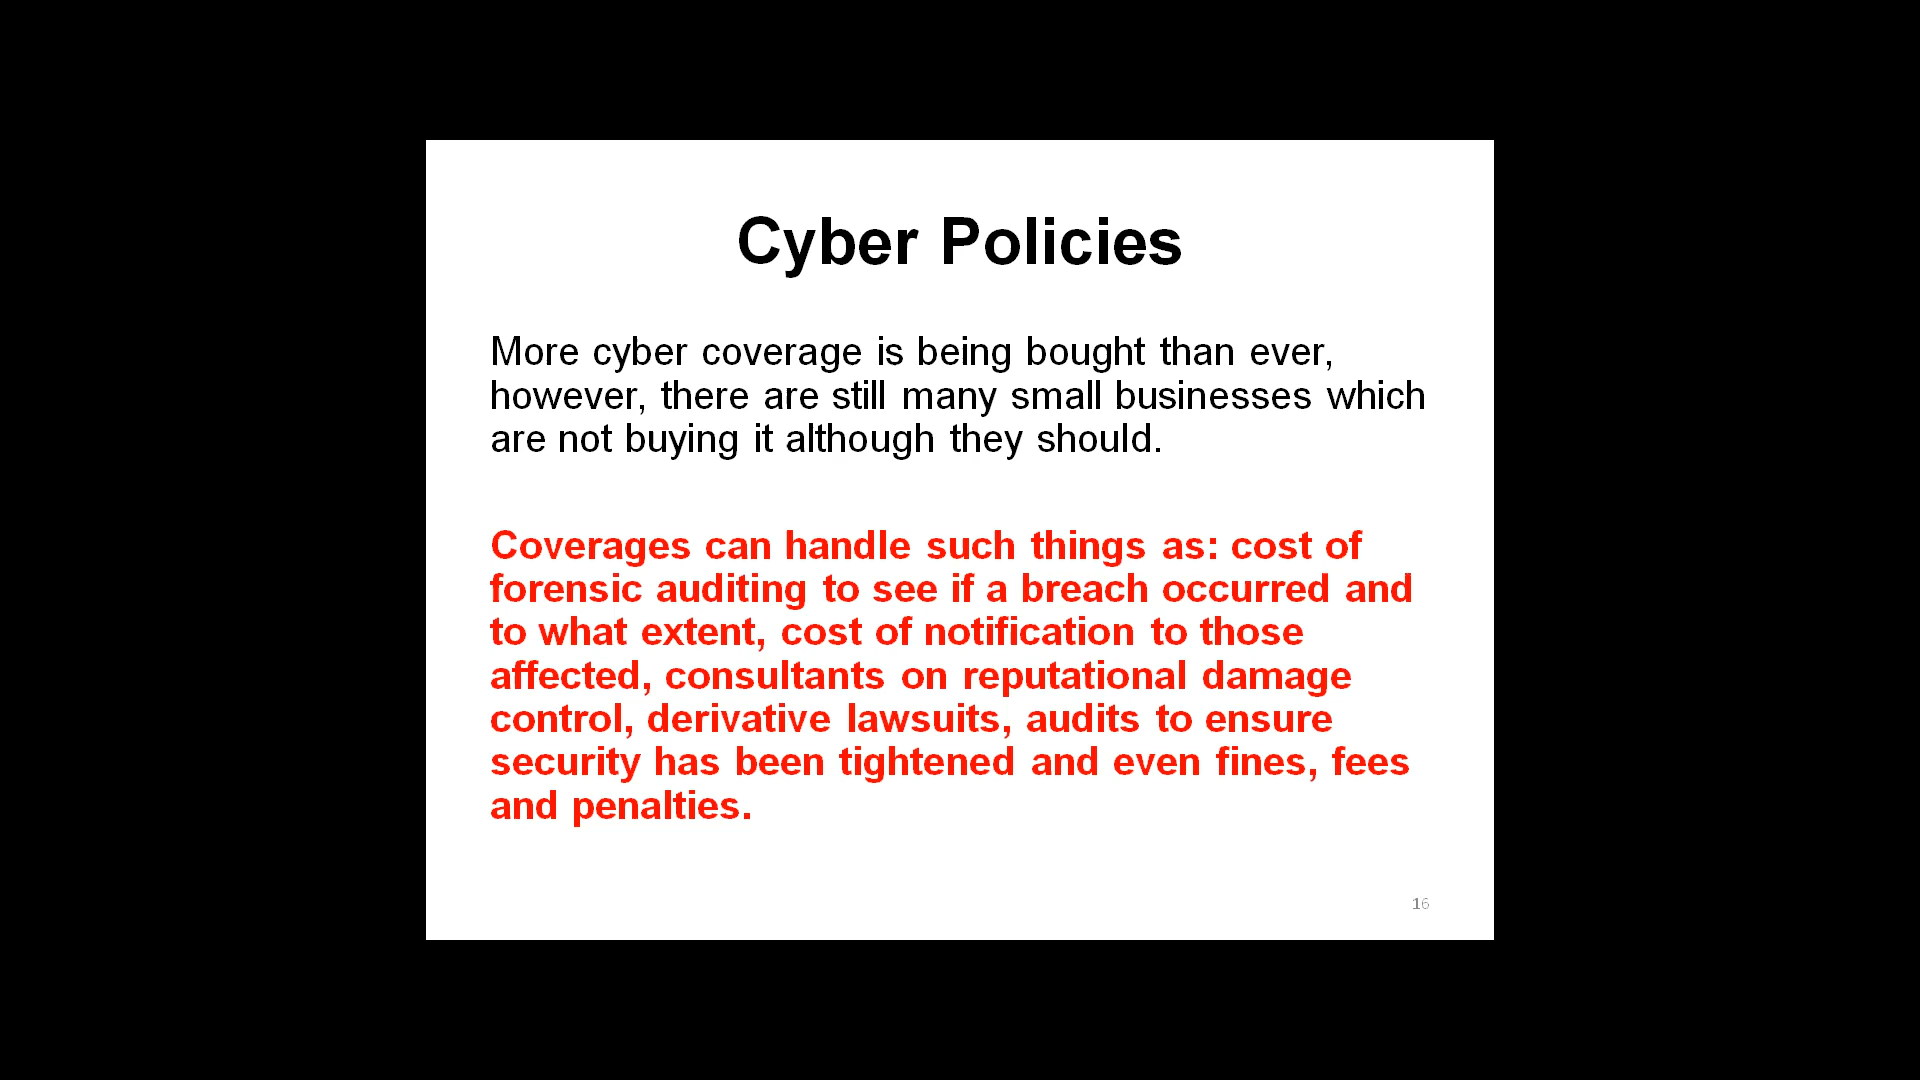 Cyber Policies
More cyber coverage is being bought than ever,
however, there are still many small businesses which
are not buying it although they should.
Coverages can handle such things as: cost of
forensic auditing to see if a breach occurred and
to what extent, cost of notification to those
affected, consultants on reputational damage
control, derivative lawsuits, audits to ensure
security has been tightened and even fines, fees
and penalties.
16